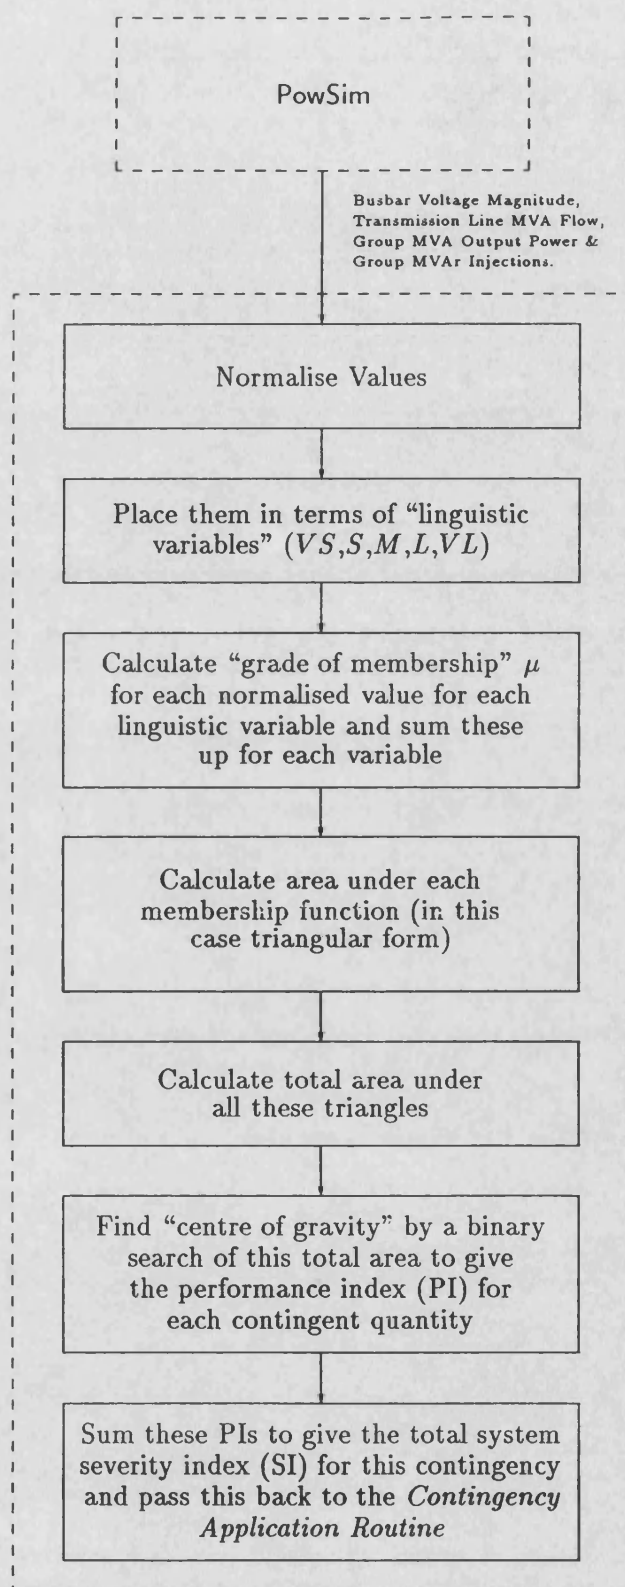 PowSim
Busbar Voltage Magnitude,
Transmission Line MVA Flow,
Group MVA Output Power &
Group MVAr Injections.
Normalise Values
Place them in terms of “linguistic
variables” (VS,S,M,L,VL)
Calculate “grade of membership” μ
for each normalised value for each
linguistic variable and sum these
up for each variable
Calculate area under each
membership function (in this
case triangular form)
Calculate total area under
all these triangles
Find “centre of gravity” by a binary
search of this total area to give
the performance index (PI) for
each contingent quantity
Sum these PIs to give the total system
severity index (SI) for this contingency
and pass this back to the Contingency
Application Routine